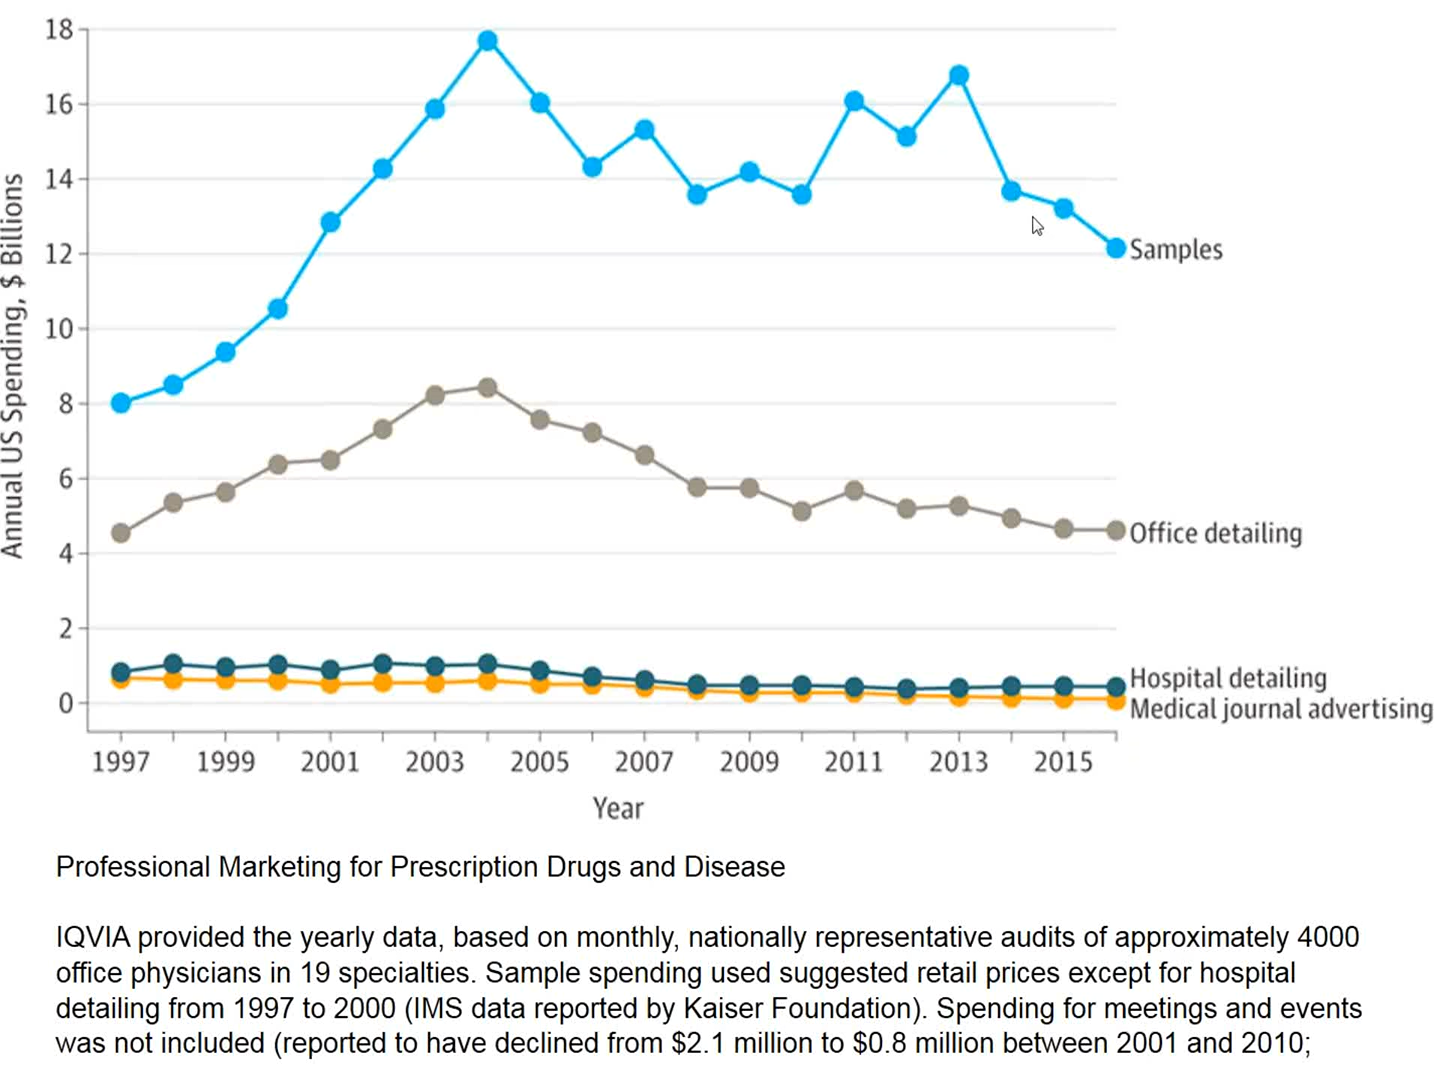 18
16
14
12
10
8
6
4
2
0
Annual US Spending, $ Billions
Samples
Office detailing
Hospital detailing
Medical journal advertising
1997 1999 2001 2003 2005 2007 2009 2011 2013 2015
Year
Professional Marketing for Prescription Drugs and Disease
IQVIA provided the yearly data, based on monthly, nationally representative audits of approximately 4000
office physicians in 19 specialties. Sample spending used suggested retail prices except for hospital
detailing from 1997 to 2000 (IMS data reported by Kaiser Foundation). Spending for meetings and events
was not included (reported to have declined from $2.1 million to $0.8 million between 2001 and 2010;